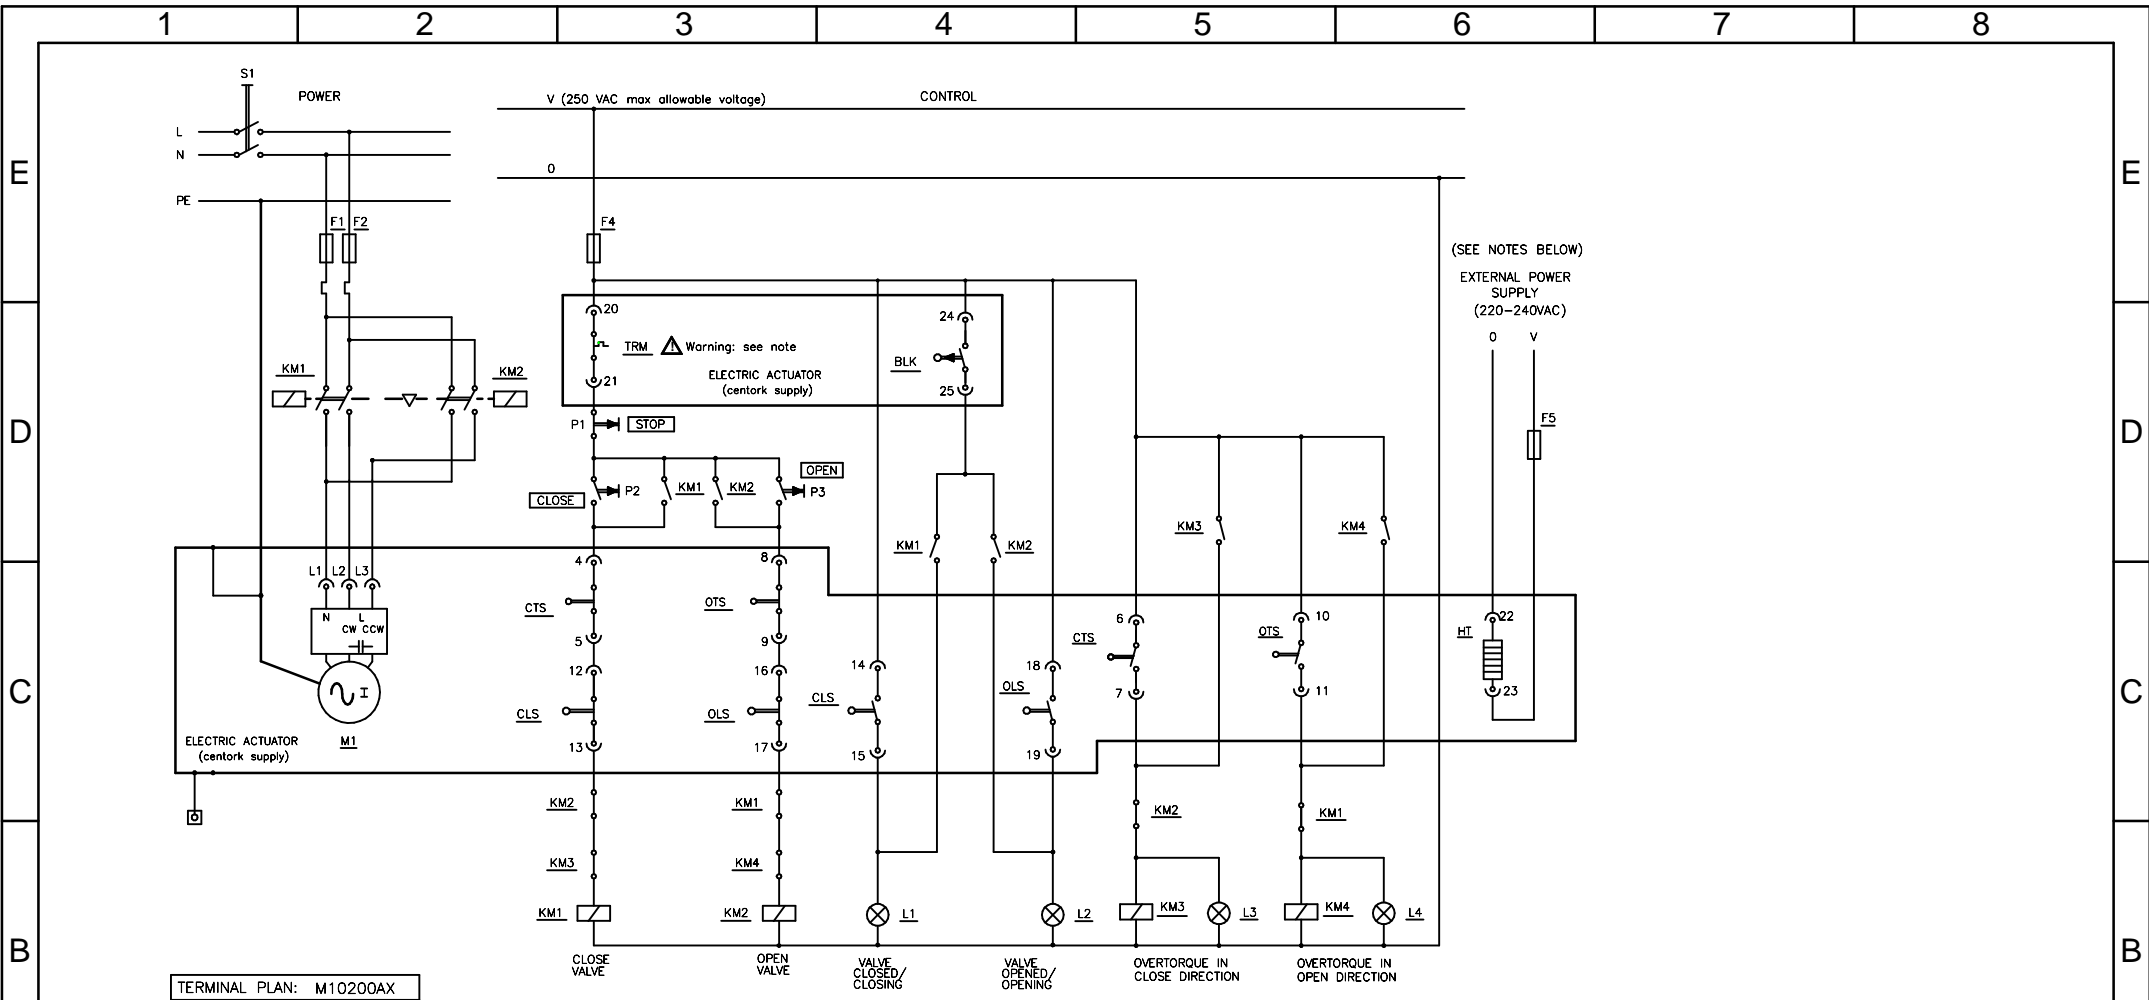 1 2 3 4 5 6 7 8
S1
POWER
V (250 VAC max allowable voltage)
CONTROL
L
N
0
E
E
PE
F1 F2
F4
(SEE NOTES BELOW)
EXTERNAL POWER
SUPPLY
(220-240VAC)
0 V
20
24
TRM
Warning: see note
BLK
ELECTRIC ACTUATOR
(centork supply)
21
25
KM1
KM2
D
D
P1
STOP
F5
OPEN
CLOSE
P2
KM1
KM2
P3
KM3
KM4
KM1
KM2
4
8
L1 L2 L3
N L
CW CCW
I
M1
CTS
OTS
5
9
12
16
14
18
CLS
OLS
CLS
OLS
13
17
15
19
6
CTS
7
10
OTS
11
HT
22
23
C
C
ELECTRIC ACTUATOR
(centork supply)
KM2
KM1
KM2
KM1
KM3
KM4
KM1
KM2
L1
L2
KM3
L3
KM4
L4
B
B
CLOSE
VALVE
OPEN
VALVE
VALVE
CLOSED/
CLOSING
VALVE
OPENED/
OPENING
OVERTORQUE IN
CLOSE DIRECTION
OVERTORQUE IN
OPEN DIRECTION
TERMINAL PLAN: M10200AX